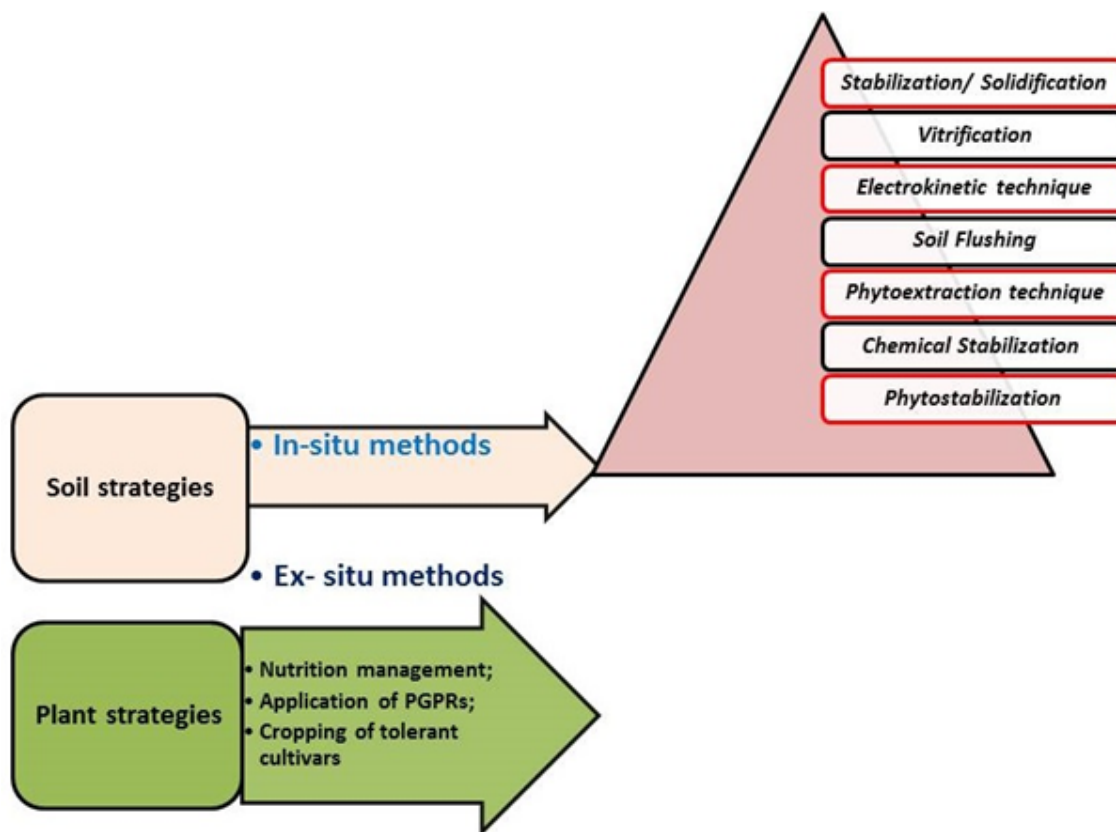 Stabilization/ Solidification
Vitrification
Electrokinetic technique
Soil Flushing
Phytoextraction technique
Chemical Stabilization
Phytostabilization
Soil strategies
• In-situ methods
• Ex- situ methods
Plant strategies
• Nutrition management;
• Application of PGPRs;
• Cropping of tolerant
cultivars